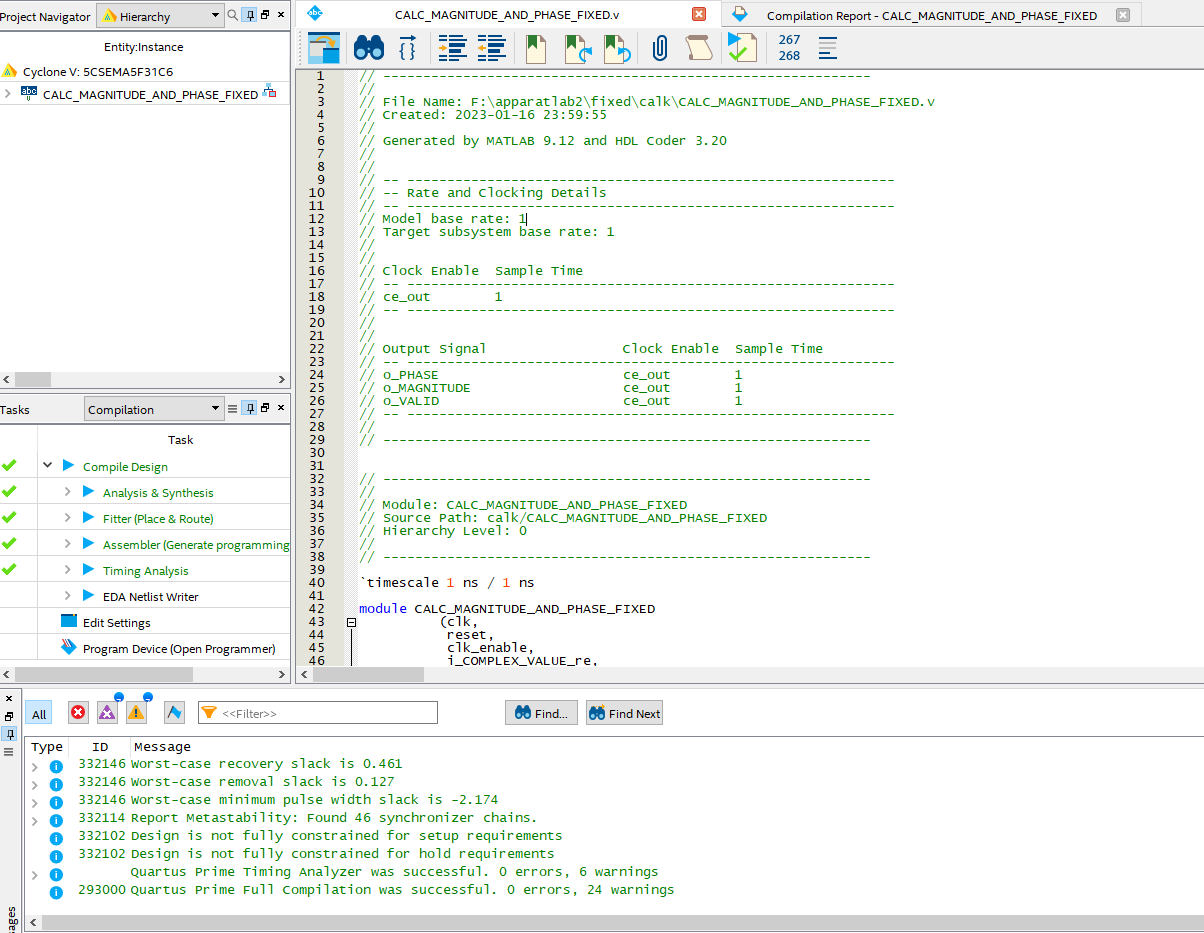 Project Navigator Hierarchy
Entity:Instance
Cyclone V: 5CSEMA5F31C6
abc CALC_MAGNITUDE_AND_PHASE_FIXED
Tasks Compilation
Task
Compile Design
Analysis & Synthesis
Fitter (Place & Route)
Assembler (Generate programming
Timing Analysis
EDA Netlist Writer
Edit Settings
Program Device (Open Programmer)
abc CALC_MAGNITUDE_AND_PHASE_FIXED.v
Compilation Report - CALC_MAGNITUDE_AND_PHASE_FIXED
267
268
1 // -------------------------------------------------------------
2 //
3 // File Name: F:\apparatlab2\fixed\calk\CALC_MAGNITUDE_AND_PHASE_FIXED.v
4 // Created: 2023-01-16 23:59:55
5 //
6 // Generated by MATLAB 9.12 and HDL Coder 3.20
7 //
8 //
9 // -- -------------------------------------------------------------
10 // -- Rate and Clocking Details
11 // -- -------------------------------------------------------------
12 // Model base rate: 1
13 // Target subsystem base rate: 1
14 //
15 //
16 // Clock Enable  Sample Time
17 // -- -------------------------------------------------------------
18 // ce_out        1
19 // -- -------------------------------------------------------------
20 //
21 //
22 // Output Signal                 Clock Enable  Sample Time
23 // -- -------------------------------------------------------------
24 // o_PHASE                       ce_out        1
25 // o_MAGNITUDE                   ce_out        1
26 // o_VALID                       ce_out        1
27 // -- -------------------------------------------------------------
28 //
29 // -------------------------------------------------------------
30
31
32 // -------------------------------------------------------------
33 //
34 // Module: CALC_MAGNITUDE_AND_PHASE_FIXED
35 // Source Path: calk/CALC_MAGNITUDE_AND_PHASE_FIXED
36 // Hierarchy Level: 0
37 //
38 // -------------------------------------------------------------
39
40 `timescale 1 ns / 1 ns
41
42 module CALC_MAGNITUDE_AND_PHASE_FIXED
43           (clk,
44            reset,
45            clk_enable,
46            i_COMPLEX_VALUE_re,
All <<Filter>> Find... Find Next
Type ID Message
332146 Worst-case recovery slack is 0.461
332146 Worst-case removal slack is 0.127
332146 Worst-case minimum pulse width slack is -2.174
332114 Report Metastability: Found 46 synchronizer chains.
332102 Design is not fully constrained for setup requirements
332102 Design is not fully constrained for hold requirements
Quartus Prime Timing Analyzer was successful. 0 errors, 6 warnings
293000 Quartus Prime Full Compilation was successful. 0 errors, 24 warnings
ages